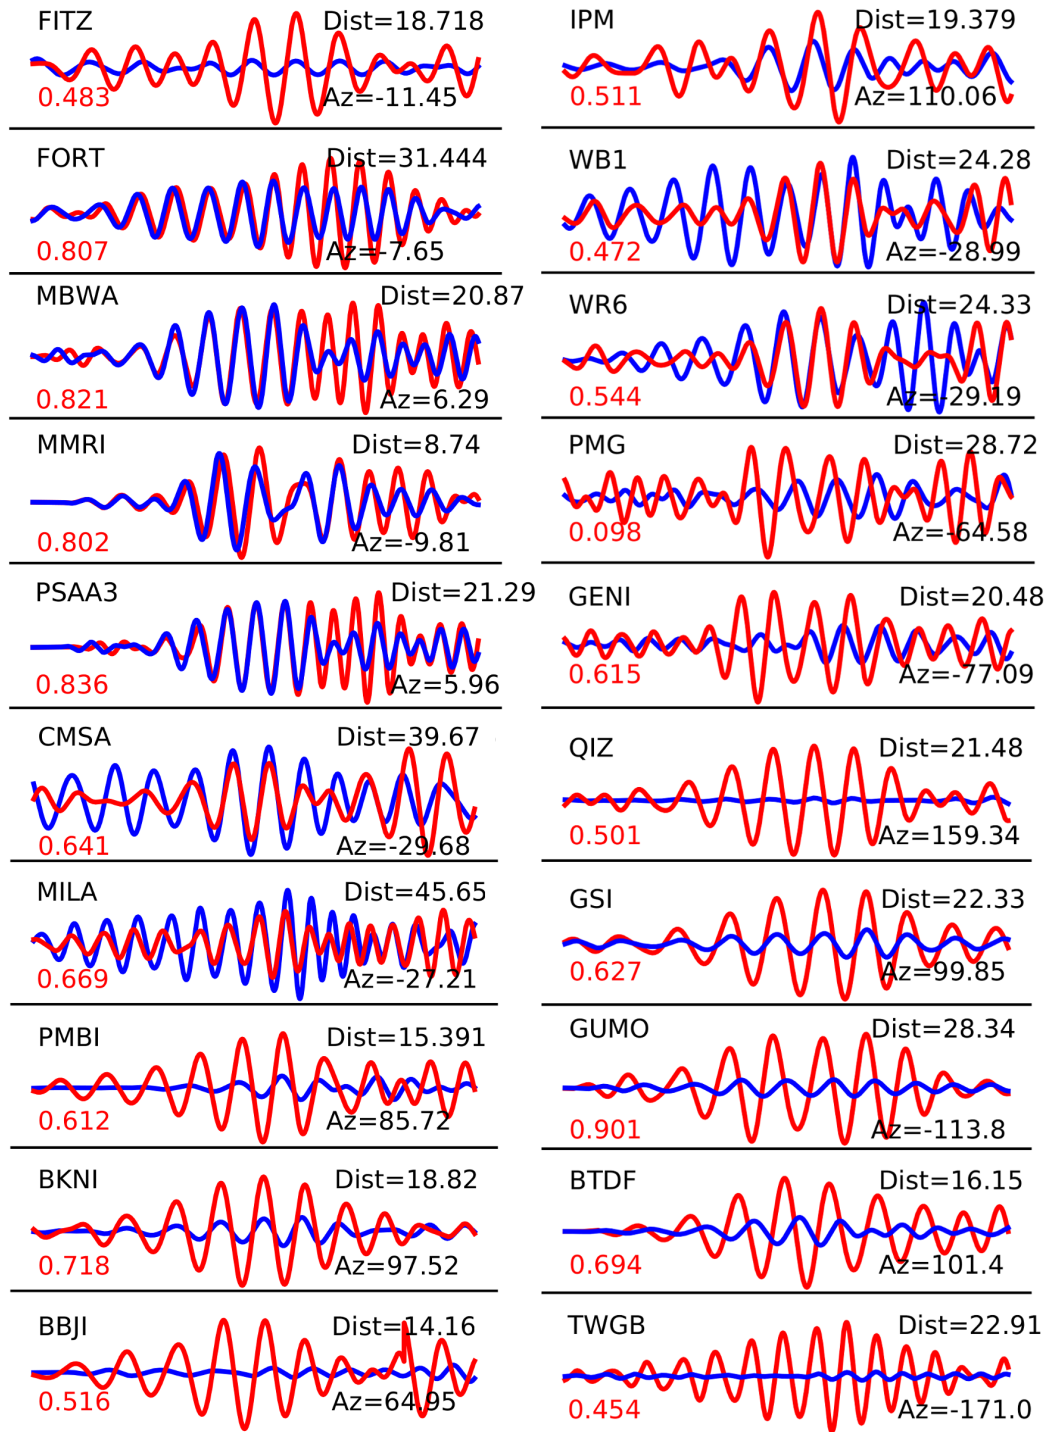 FITZ Dist=18.718
0.483 Az=-11.45
FORT Dist=31.444
0.807 Az=-7.65
MBWA Dist=20.87
0.821 Az=6.29
MMRI Dist=8.74
0.802 Az=-9.81
PSAA3 Dist=21.29
0.836 Az=5.96
CMSA Dist=39.67
0.641 Az=-29.68
MILA Dist=45.65
0.669 Az=-27.21
PMBI Dist=15.391
0.612 Az=85.72
BKNI Dist=18.82
0.718 Az=97.52
BBJI Dist=14.16
0.516 Az=64.95
IPM Dist=19.379
0.511 Az=110.06
WB1 Dist=24.28
0.472 Az=-28.99
WR6 Dist=24.33
0.544 Az=-29.19
PMG Dist=28.72
0.098 Az=-64.58
GENI Dist=20.48
0.615 Az=-77.09
QIZ Dist=21.48
0.501 Az=159.34
GSI Dist=22.33
0.627 Az=99.85
GUMO Dist=28.34
0.901 Az=-113.8
BTDF Dist=16.15
0.694 Az=101.4
TWGB Dist=22.91
0.454 Az=-171.0